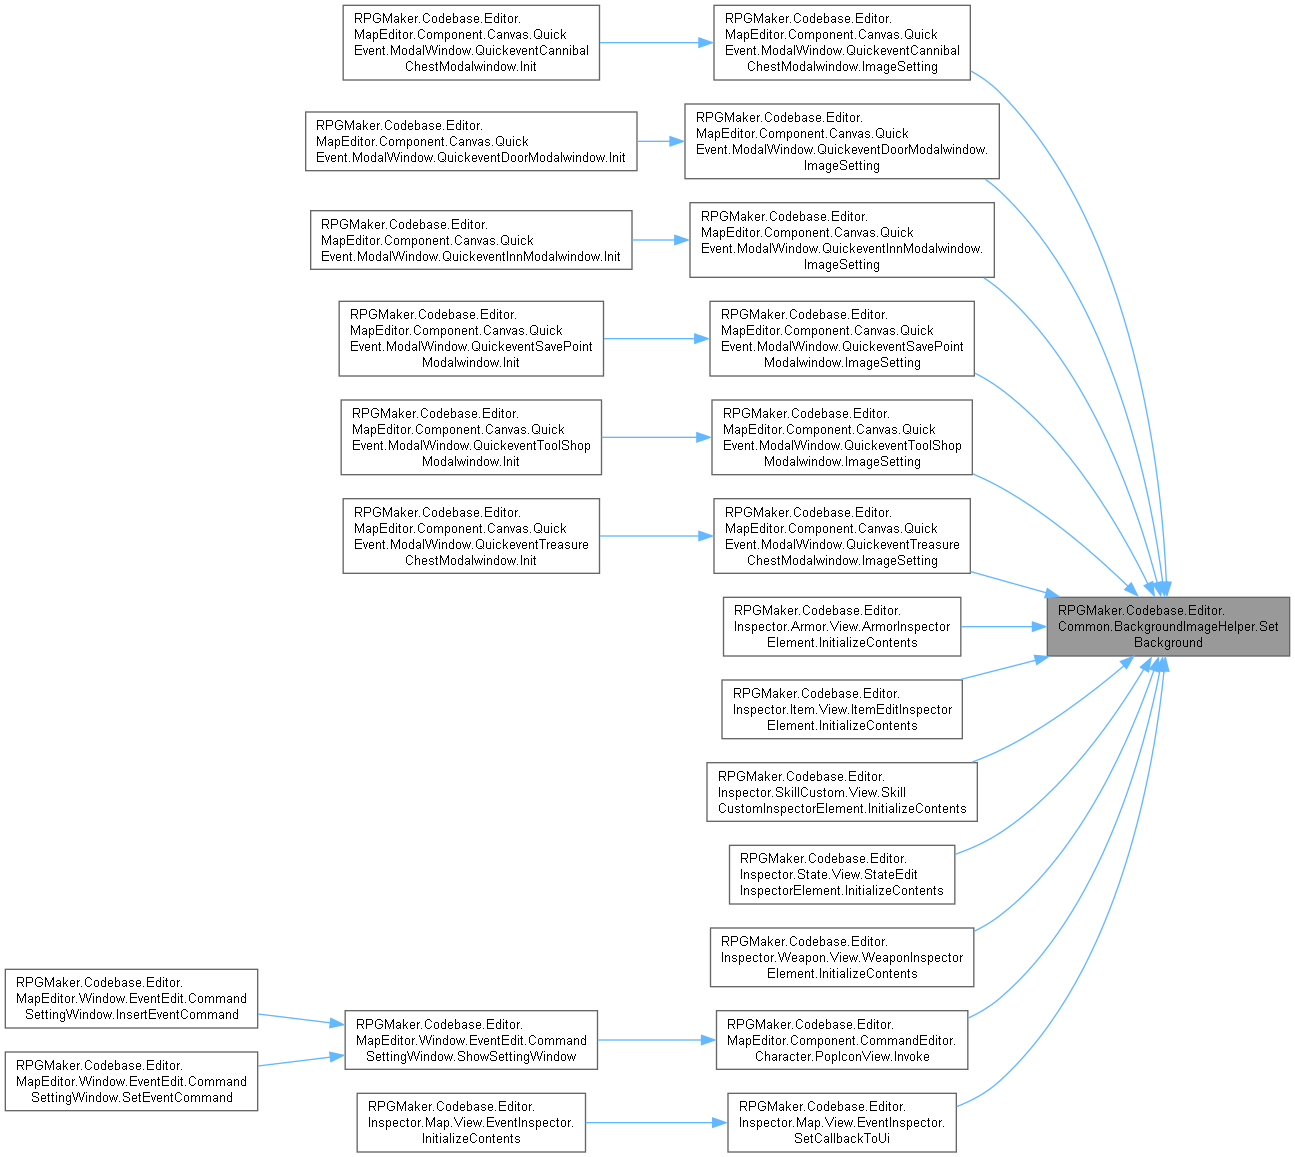 RPGMaker.Codebase.Editor.
MapEditor.Component.Canvas.Quick
Event.ModalWindow.QuickeventCannibal
ChestModalwindow.Init
RPGMaker.Codebase.Editor.
MapEditor.Component.Canvas.Quick
Event.ModalWindow.QuickeventCannibal
ChestModalwindow.ImageSetting
RPGMaker.Codebase.Editor.
MapEditor.Component.Canvas.Quick
Event.ModalWindow.QuickeventDoorModalwindow.Init
RPGMaker.Codebase.Editor.
MapEditor.Component.Canvas.Quick
Event.ModalWindow.QuickeventDoorModalwindow.
ImageSetting
RPGMaker.Codebase.Editor.
MapEditor.Component.Canvas.Quick
Event.ModalWindow.QuickeventInnModalwindow.Init
RPGMaker.Codebase.Editor.
MapEditor.Component.Canvas.Quick
Event.ModalWindow.QuickeventInnModalwindow.
ImageSetting
RPGMaker.Codebase.Editor.
MapEditor.Component.Canvas.Quick
Event.ModalWindow.QuickeventSavePoint
Modalwindow.Init
RPGMaker.Codebase.Editor.
MapEditor.Component.Canvas.Quick
Event.ModalWindow.QuickeventSavePoint
Modalwindow.ImageSetting
RPGMaker.Codebase.Editor.
MapEditor.Component.Canvas.Quick
Event.ModalWindow.QuickeventToolShop
Modalwindow.Init
RPGMaker.Codebase.Editor.
MapEditor.Component.Canvas.Quick
Event.ModalWindow.QuickeventToolShop
Modalwindow.ImageSetting
RPGMaker.Codebase.Editor.
MapEditor.Component.Canvas.Quick
Event.ModalWindow.QuickeventTreasure
ChestModalwindow.Init
RPGMaker.Codebase.Editor.
MapEditor.Component.Canvas.Quick
Event.ModalWindow.QuickeventTreasure
ChestModalwindow.ImageSetting
RPGMaker.Codebase.Editor.
Inspector.Armor.View.ArmorInspector
Element.InitializeContents
RPGMaker.Codebase.Editor.
Common.BackgroundImageHelper.Set
Background
RPGMaker.Codebase.Editor.
Inspector.Item.View.ItemEditInspector
Element.InitializeContents
RPGMaker.Codebase.Editor.
Inspector.SkillCustom.View.Skill
CustomInspectorElement.InitializeContents
RPGMaker.Codebase.Editor.
Inspector.State.View.StateEdit
InspectorElement.InitializeContents
RPGMaker.Codebase.Editor.
Inspector.Weapon.View.WeaponInspector
Element.InitializeContents
RPGMaker.Codebase.Editor.
MapEditor.Window.EventEdit.Command
SettingWindow.InsertEventCommand
RPGMaker.Codebase.Editor.
MapEditor.Window.EventEdit.Command
SettingWindow.ShowSettingWindow
RPGMaker.Codebase.Editor.
MapEditor.Component.CommandEditor.
Character.PopIconView.Invoke
RPGMaker.Codebase.Editor.
MapEditor.Window.EventEdit.Command
SettingWindow.SetEventCommand
RPGMaker.Codebase.Editor.
Inspector.Map.View.EventInspector.
InitializeContents
RPGMaker.Codebase.Editor.
Inspector.Map.View.EventInspector.
SetCallbackToUi